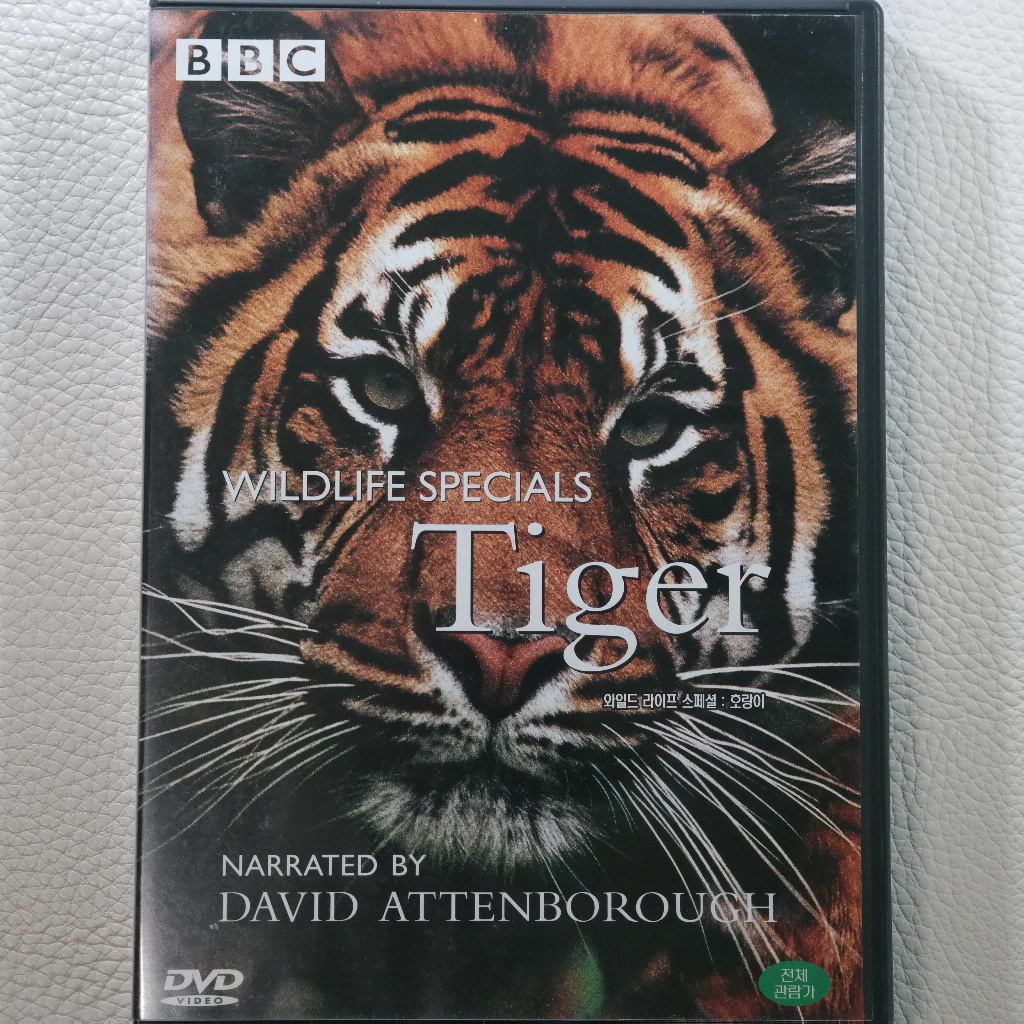 BBC
WILDLIFE SPECIALS
Tiger
와일드 라이프 스페셜 : 호랑이
NARRATED BY
DAVID ATTENBOROUGH
DVD
VIDEO
전체
관람가